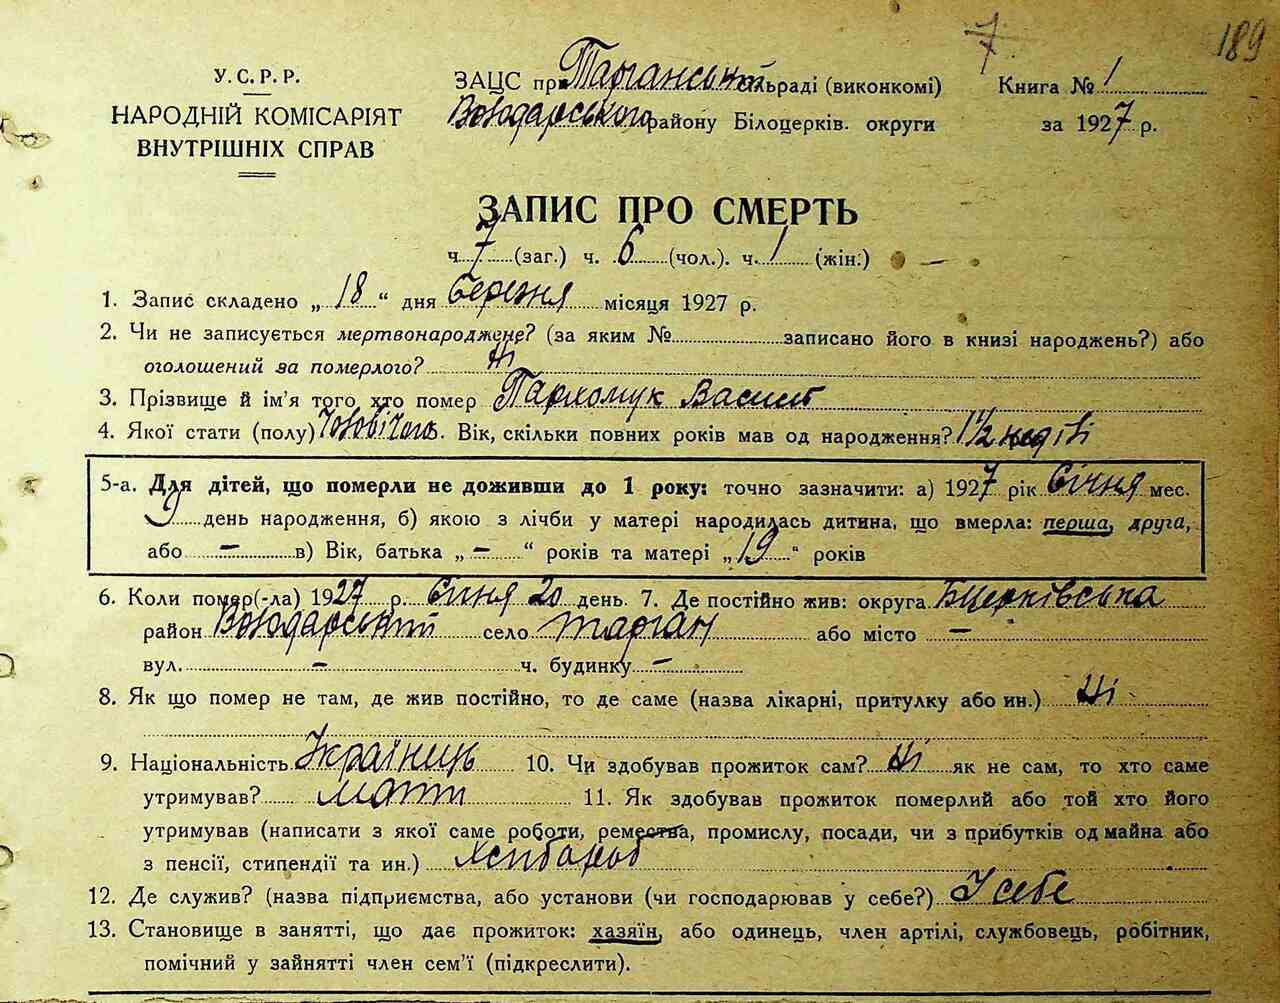 7 189
У.С.Р.Р.
НАРОДНІЙ КОМІСАРІЯТ
ВНУТРІШНІХ СПРАВ
ЗАЦС при Тарганський сільраді (виконкомі) Книга № 1
Володарського району Білоцерків. округи за 1927 р.
ЗАПИС ПРО СМЕРТЬ
ч. 7 (заг.) ч. 6 (чол.). ч. 1 (жін.) —
1. Запис складено „ 18 “ дня березня місяця 1927 р.
2. Чи не записується мертвонароджене? (за яким № записано його в книзі народжень?) або
оголошений за померлого? Ні
3. Прізвище й ім’я того хто помер Пархомук Василь
4. Якої стати (полу) Чоловічого. Вік, скільки повних років мав од народження? 1½ неділі
5-а. Для дітей, що померли не доживши до 1 року: точно зазначити: а) 1927 рік Січня мес.
9 день народження, б) якою з лічби у матері народилась дитина, що вмерла: перша, друга,
або — в) Вік, батька „ — “ років та матері „ 19 “ років
6. Коли помер(-ла) 1927 р. Січня 20 день. 7. Де постійно жив: округа Бцерківська
район Володарський село Тарган або місто —
вул. — ч. будинку —
8. Як що помер не там, де жив постійно, то де саме (назва лікарні, притулку або ин.) Ні
9. Національність Українець 10. Чи здобував прожиток сам? Ні як не сам, то хто саме
утримував? мати 11. Як здобував прожиток померлий або той хто його
утримував (написати з якої саме роботи, ремества, промислу, посади, чи з прибутків од майна або
з пенсії, стипендії та ин.) Хлібороб
12. Де служив? (назва підприємства, або установи (чи господарював у себе?) У себе
13. Становище в занятті, що дає прожиток: хазяїн, або одинець, член артілі, службовець, робітник,
помічний у зайнятті член сем’ї (підкреслити).